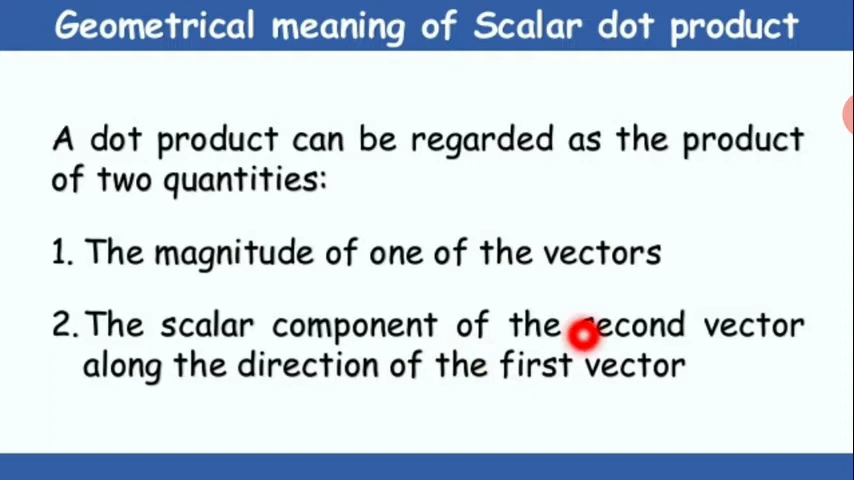 Geometrical meaning of Scalar dot product
A dot product can be regarded as the product
of two quantities:
1. The magnitude of one of the vectors
2. The scalar component of the second vector
along the direction of the first vector